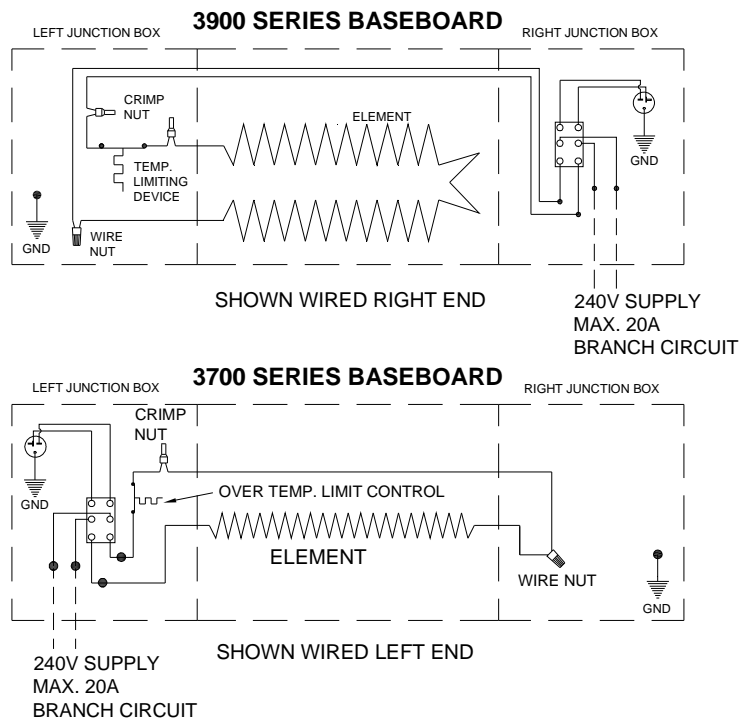 3900 SERIES BASEBOARD
LEFT JUNCTION BOX
RIGHT JUNCTION BOX
CRIMP
NUT
ELEMENT
TEMP.
LIMITING
DEVICE
GND
GND
WIRE
NUT
SHOWN WIRED RIGHT END
240V SUPPLY
MAX. 20A
BRANCH CIRCUIT
3700 SERIES BASEBOARD
LEFT JUNCTION BOX
RIGHT JUNCTION BOX
CRIMP
NUT
OVER TEMP. LIMIT CONTROL
GND
ELEMENT
WIRE NUT
GND
SHOWN WIRED LEFT END
240V SUPPLY
MAX. 20A
BRANCH CIRCUIT